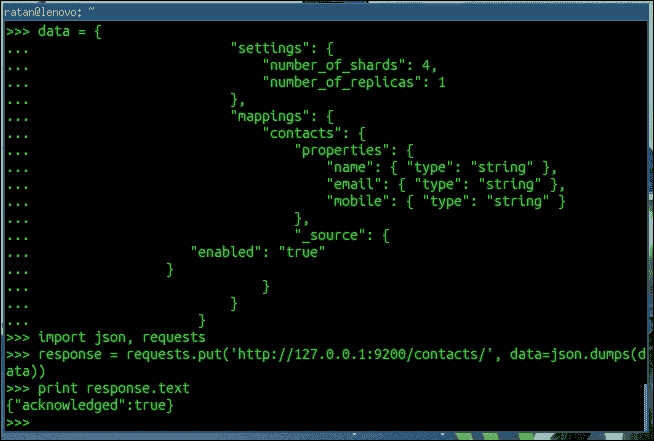 ratan@lenovo: ~
>>> data = {
...                         "settings": {
...                             "number_of_shards": 4,
...                             "number_of_replicas": 1
...                         },
...                         "mappings": {
...                             "contacts": {
...                                 "properties": {
...                                     "name": { "type": "string" },
...                                     "email": { "type": "string" },
...                                     "mobile": { "type": "string" }
...                                 },
...                                 "_source": {
...                    "enabled": "true"
...                 }
...                             }
...                         }
...                     }
>>> import json, requests
>>> response = requests.put('http://127.0.0.1:9200/contacts/', data=json.dumps(d
ata))
>>> print response.text
{"acknowledged":true}
>>>